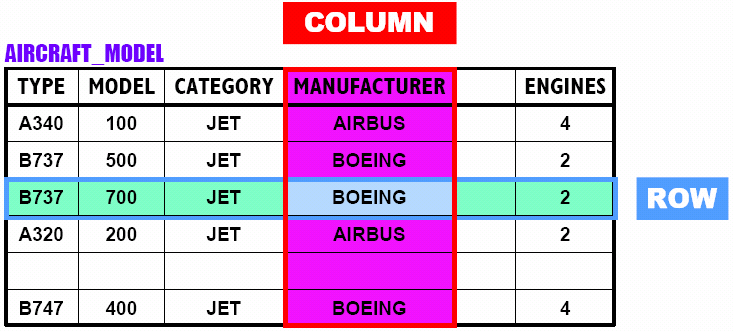 COLUMN
AIRCRAFT_MODEL
TYPE MODEL CATEGORY MANUFACTURER ENGINES
A340 100 JET AIRBUS 4
B737 500 JET BOEING 2
B737 700 JET BOEING 2 ROW
A320 200 JET AIRBUS 2
B747 400 JET BOEING 4